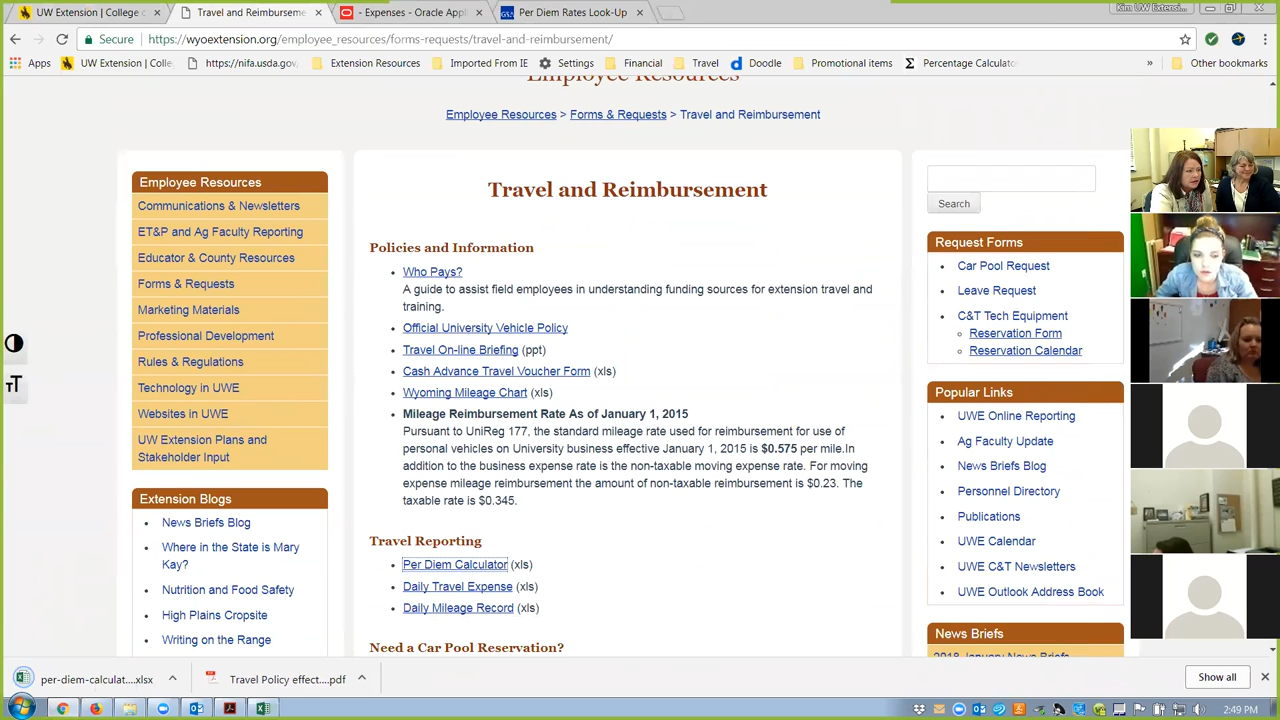 UW Extension | College o
Travel and Reimburseme
- Expenses - Oracle Appl
GSA
Per Diem Rates Look-Up
Kim UW Extensi...
Secure
https://wyoextension.org/employee_resources/forms-requests/travel-and-reimbursement/
Apps
UW Extension | Colle
https://nifa.usda.gov
Extension Resources
Imported From IE
Settings
Financial
Travel
Doodle
Promotional items
Percentage Calculato
»
Other bookmarks
Employee Resources
Employee Resources > Forms & Requests > Travel and Reimbursement
Employee Resources
Communications & Newsletters
ET&P and Ag Faculty Reporting
Educator & County Resources
Forms & Requests
Marketing Materials
Professional Development
Rules & Regulations
Technology in UWE
Websites in UWE
UW Extension Plans and
Stakeholder Input
Extension Blogs
• News Briefs Blog
• Where in the State is Mary
Kay?
• Nutrition and Food Safety
• High Plains Cropsite
• Writing on the Range
Travel and Reimbursement
Policies and Information
• Who Pays?
A guide to assist field employees in understanding funding sources for extension travel and
training.
• Official University Vehicle Policy
• Travel On-line Briefing (ppt)
• Cash Advance Travel Voucher Form (xls)
• Wyoming Mileage Chart (xls)
• Mileage Reimbursement Rate As of January 1, 2015
Pursuant to UniReg 177, the standard mileage rate used for reimbursement for use of
personal vehicles on University business effective January 1, 2015 is $0.575 per mile.In
addition to the business expense rate is the non-taxable moving expense rate. For moving
expense mileage reimbursement the amount of non-taxable reimbursement is $0.23. The
taxable rate is $0.345.
Travel Reporting
• Per Diem Calculator (xls)
• Daily Travel Expense (xls)
• Daily Mileage Record (xls)
Need a Car Pool Reservation?
Search
Request Forms
• Car Pool Request
• Leave Request
• C&T Tech Equipment
Reservation Form
Reservation Calendar
Popular Links
• UWE Online Reporting
• Ag Faculty Update
• News Briefs Blog
• Personnel Directory
• Publications
• UWE Calendar
• UWE C&T Newsletters
• UWE Outlook Address Book
News Briefs
2018 January News Briefs
TT
per-diem-calculat....xlsx
Travel Policy effect....pdf
Show all
2:49 PM